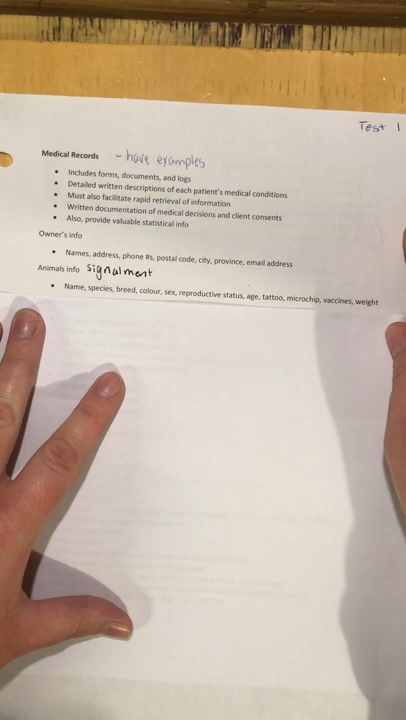 Test 1
Medical Records - have examples
• Includes forms, documents, and logs
• Detailed written descriptions of each patient's medical conditions
• Must also facilitate rapid retrieval of information
• Written documentation of medical decisions and client consents
• Also, provide valuable statistical info
Owner's info
• Names, address, phone #s, postal code, city, province, email address
Animals info signalment
• Name, species, breed, colour, sex, reproductive status, age, tattoo, microchip, vaccines, weight